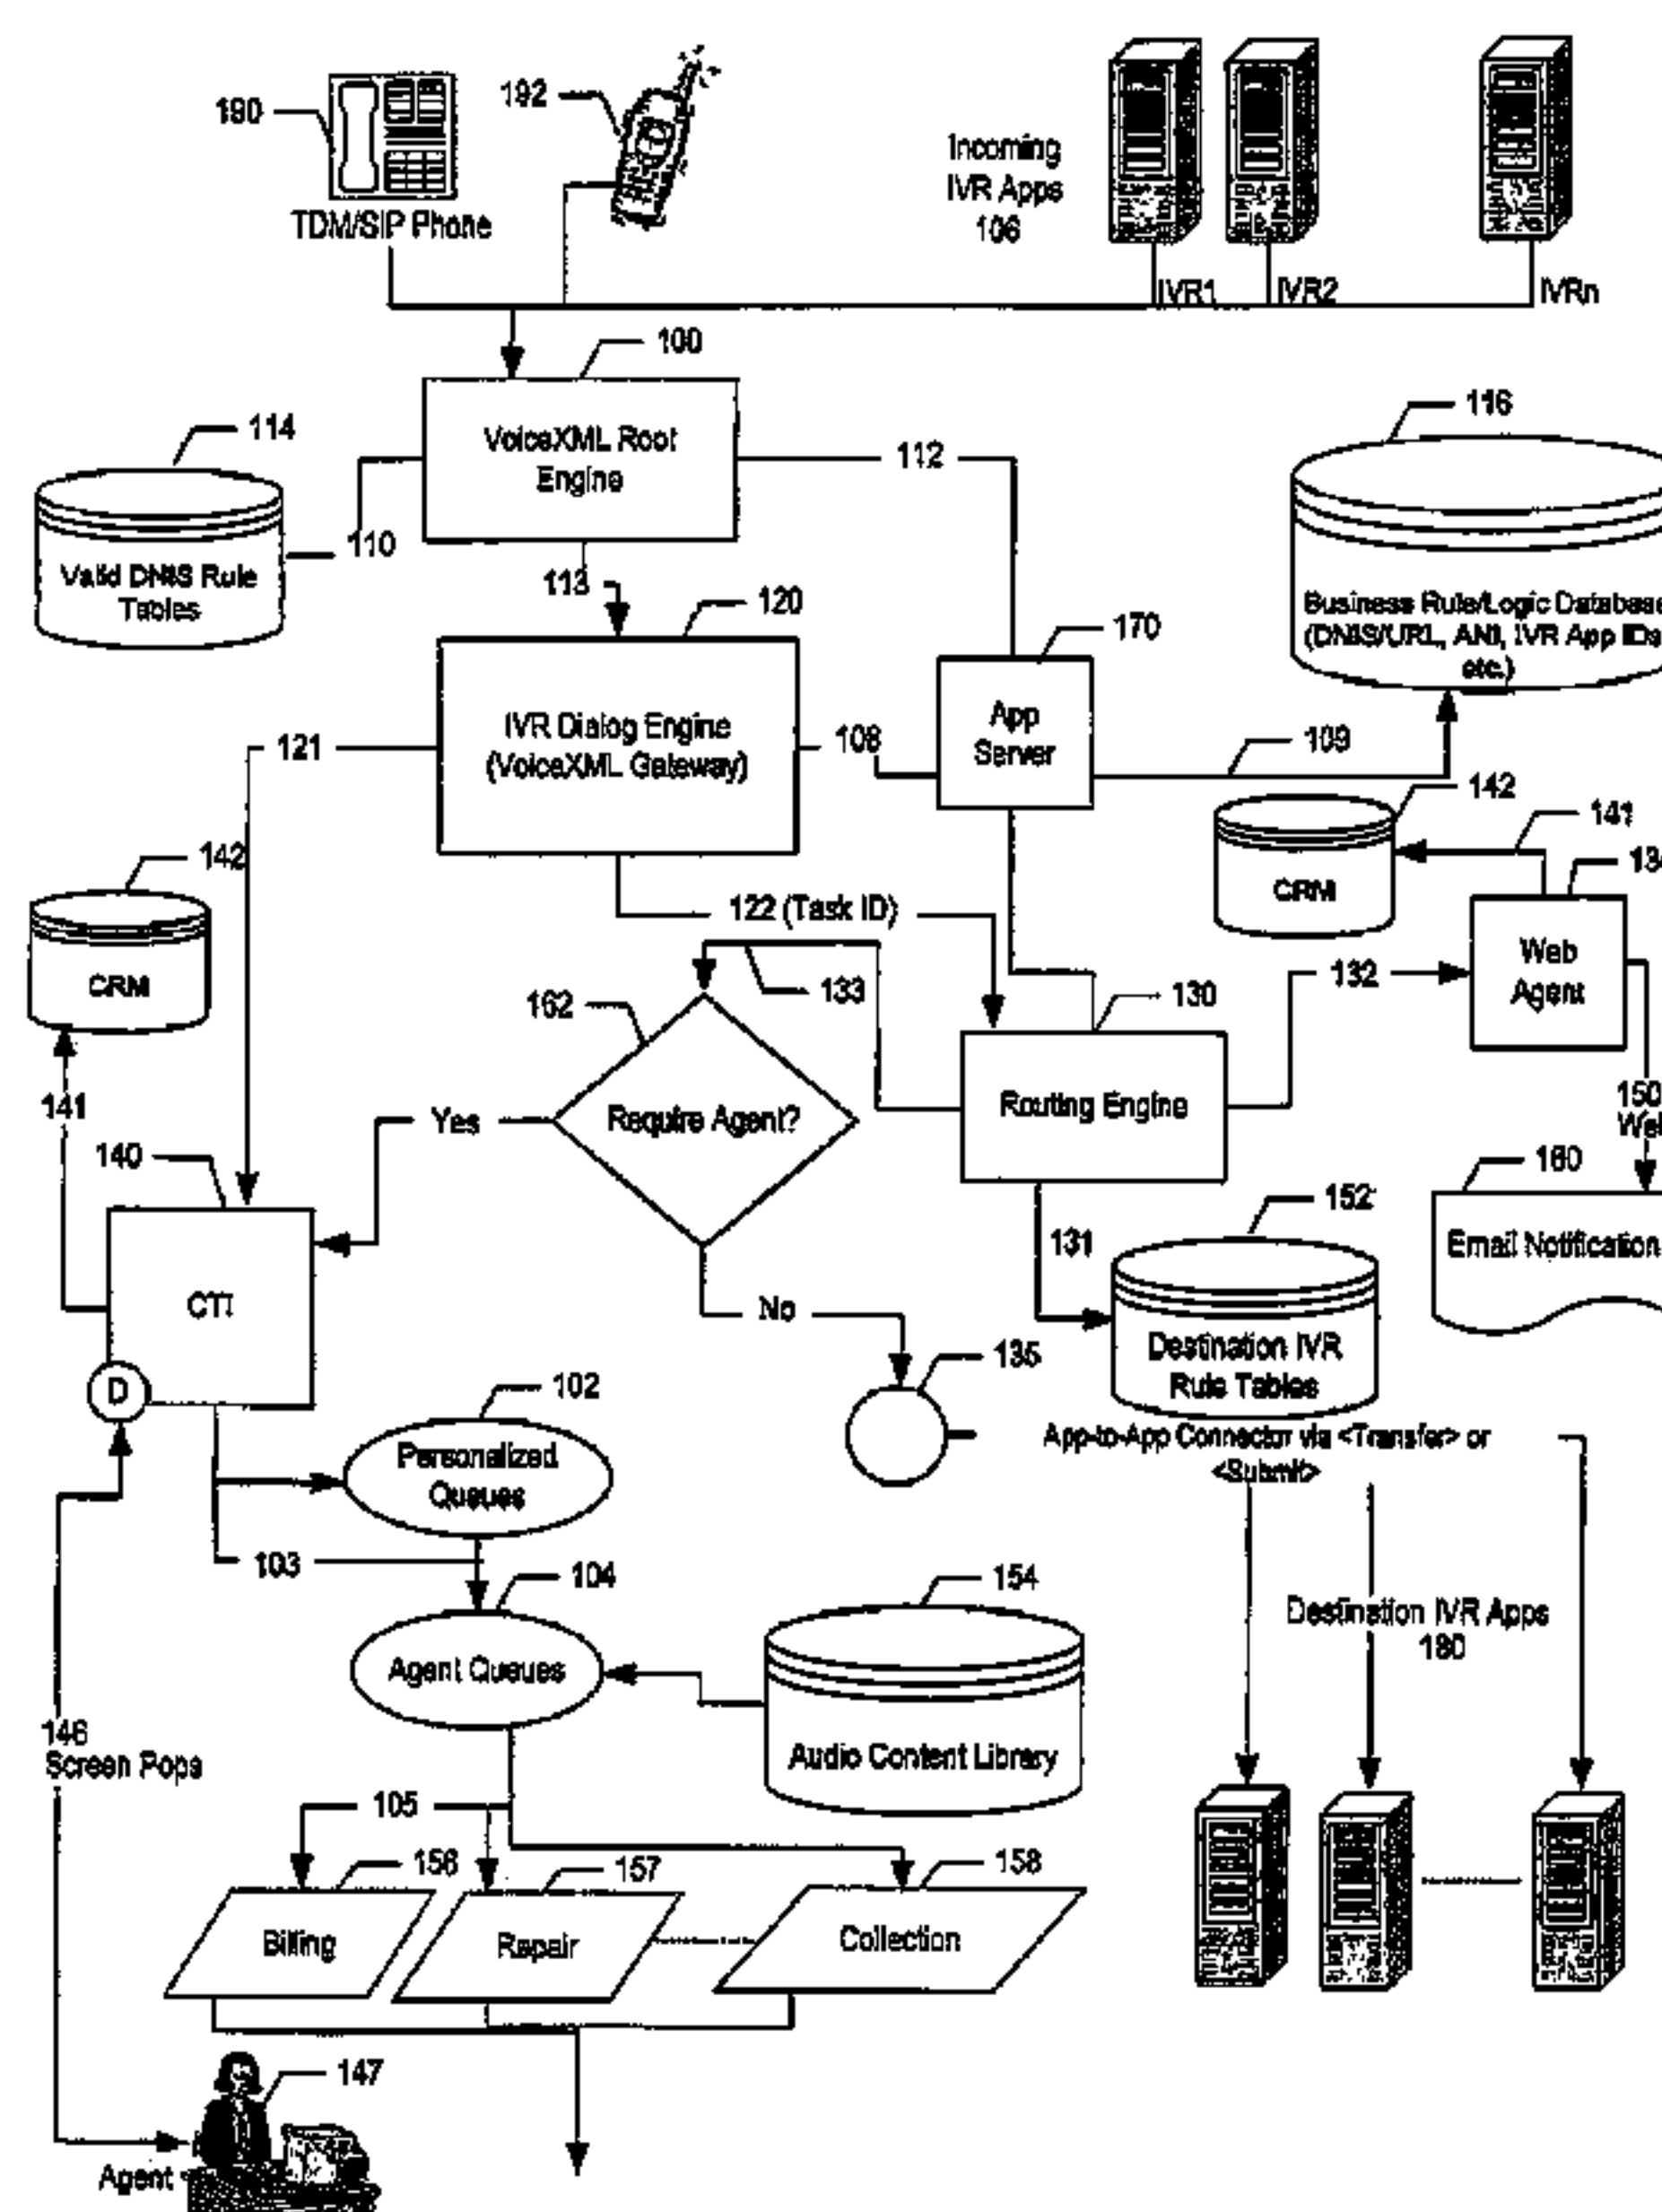 190
192
TDM/SIP Phone
Incoming
IVR Apps
106
IVR1
IVR2
IVRn
100
VoiceXML Root
Engine
114
Valid DNIS Rule
Tables
110
112
113
116
Business Rule/Logic Database
(DNIS/URL, ANI, IVR App IDs
etc.)
120
IVR Dialog Engine
(VoiceXML Gateway)
170
App
Server
108
109
121
142
CRM
142
CRM
141
Web
Agent
122 (Task ID)
133
132
162
Require Agent?
130
Routing Engine
Yes
No
141
140
CTI
D
150
160
Email Notification
131
152
Destination IVR
Rule Tables
135
App-to-App Connector via <Transfer> or
<Submit>
102
Personalized
Queues
103
104
Agent Queues
154
Audio Content Library
Destination IVR Apps
180
146
Screen Pops
105
156
Billing
157
Repair
158
Collection
147
Agent